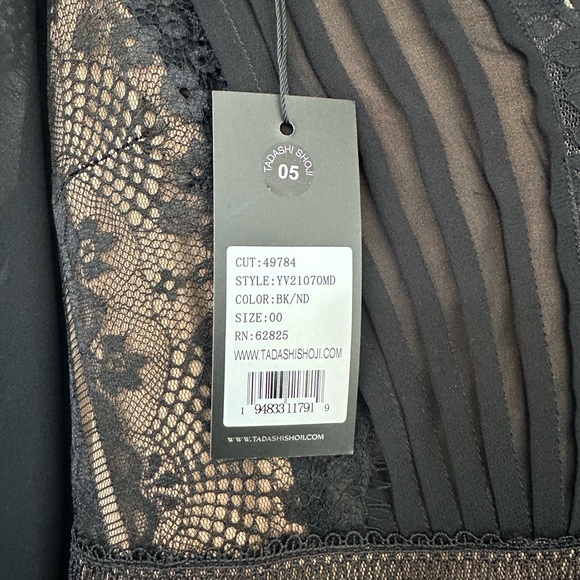 TADASHI SHOJI
05
CUT:49784
STYLE:YV21070MD
COLOR:BK/ND
SIZE:00
RN:62825
WWW.TADASHISHOJI.COM
1 94833 11791 9
WWW.TADASHISHOJI.COM